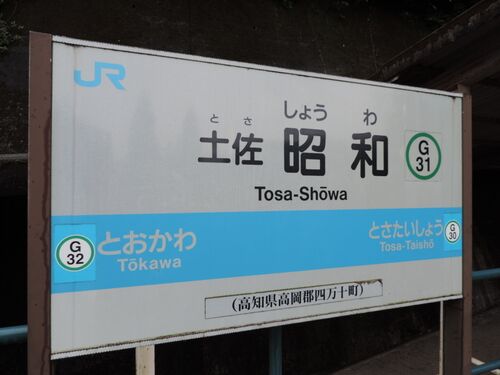 JR
とさ しょうわ
土佐 昭和
G
31
Tosa-Shōwa
G
32
とおかわ
Tōkawa
とさたいしょう
Tosa-Taishō
G
30
(高知県高岡郡四万十町)